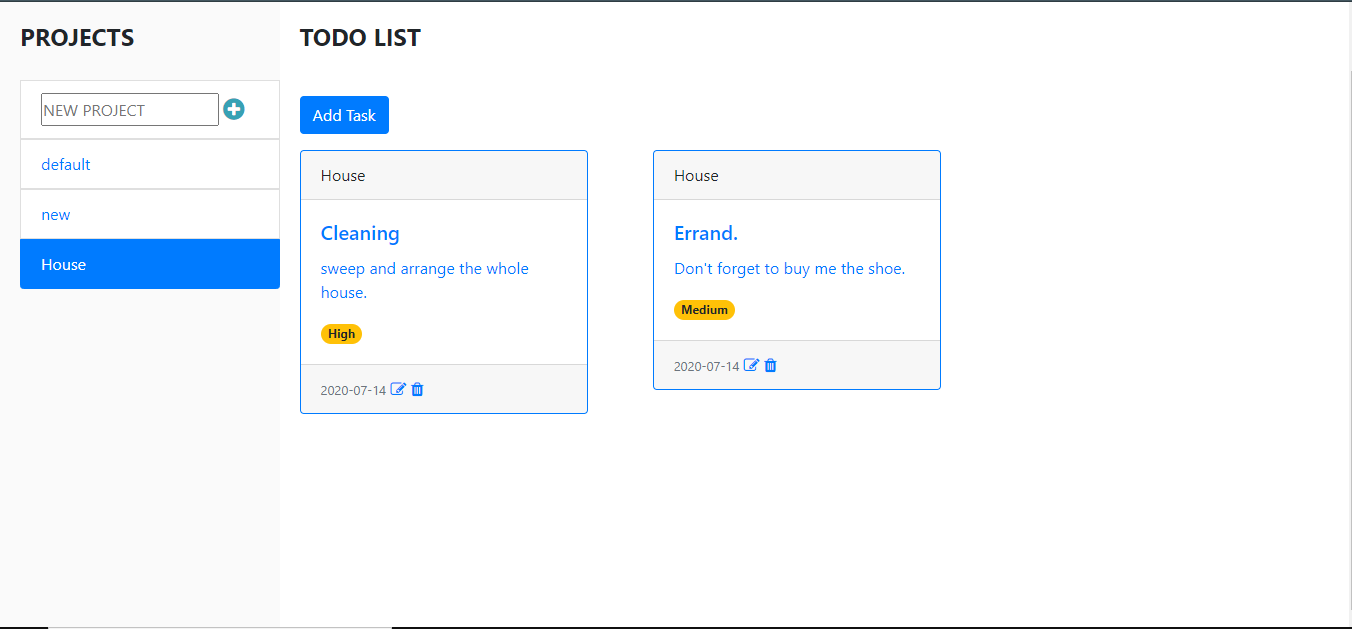 PROJECTS
NEW PROJECT
default
new
House
TODO LIST
Add Task
House
Cleaning
sweep and arrange the whole
house.
High
2020-07-14
House
Errand.
Don't forget to buy me the shoe.
Medium
2020-07-14